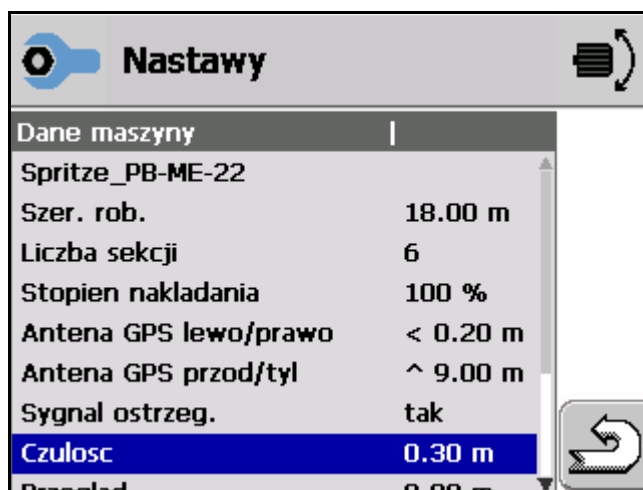 Nastawy
Dane maszyny
Spritze_PB-ME-22
Szer. rob. 18.00 m
Liczba sekcji 6
Stopien nakladania 100 %
Antena GPS lewo/prawo < 0.20 m
Antena GPS przod/tyl ^ 9.00 m
Sygnal ostrzeg. tak
Czulosc 0.30 m